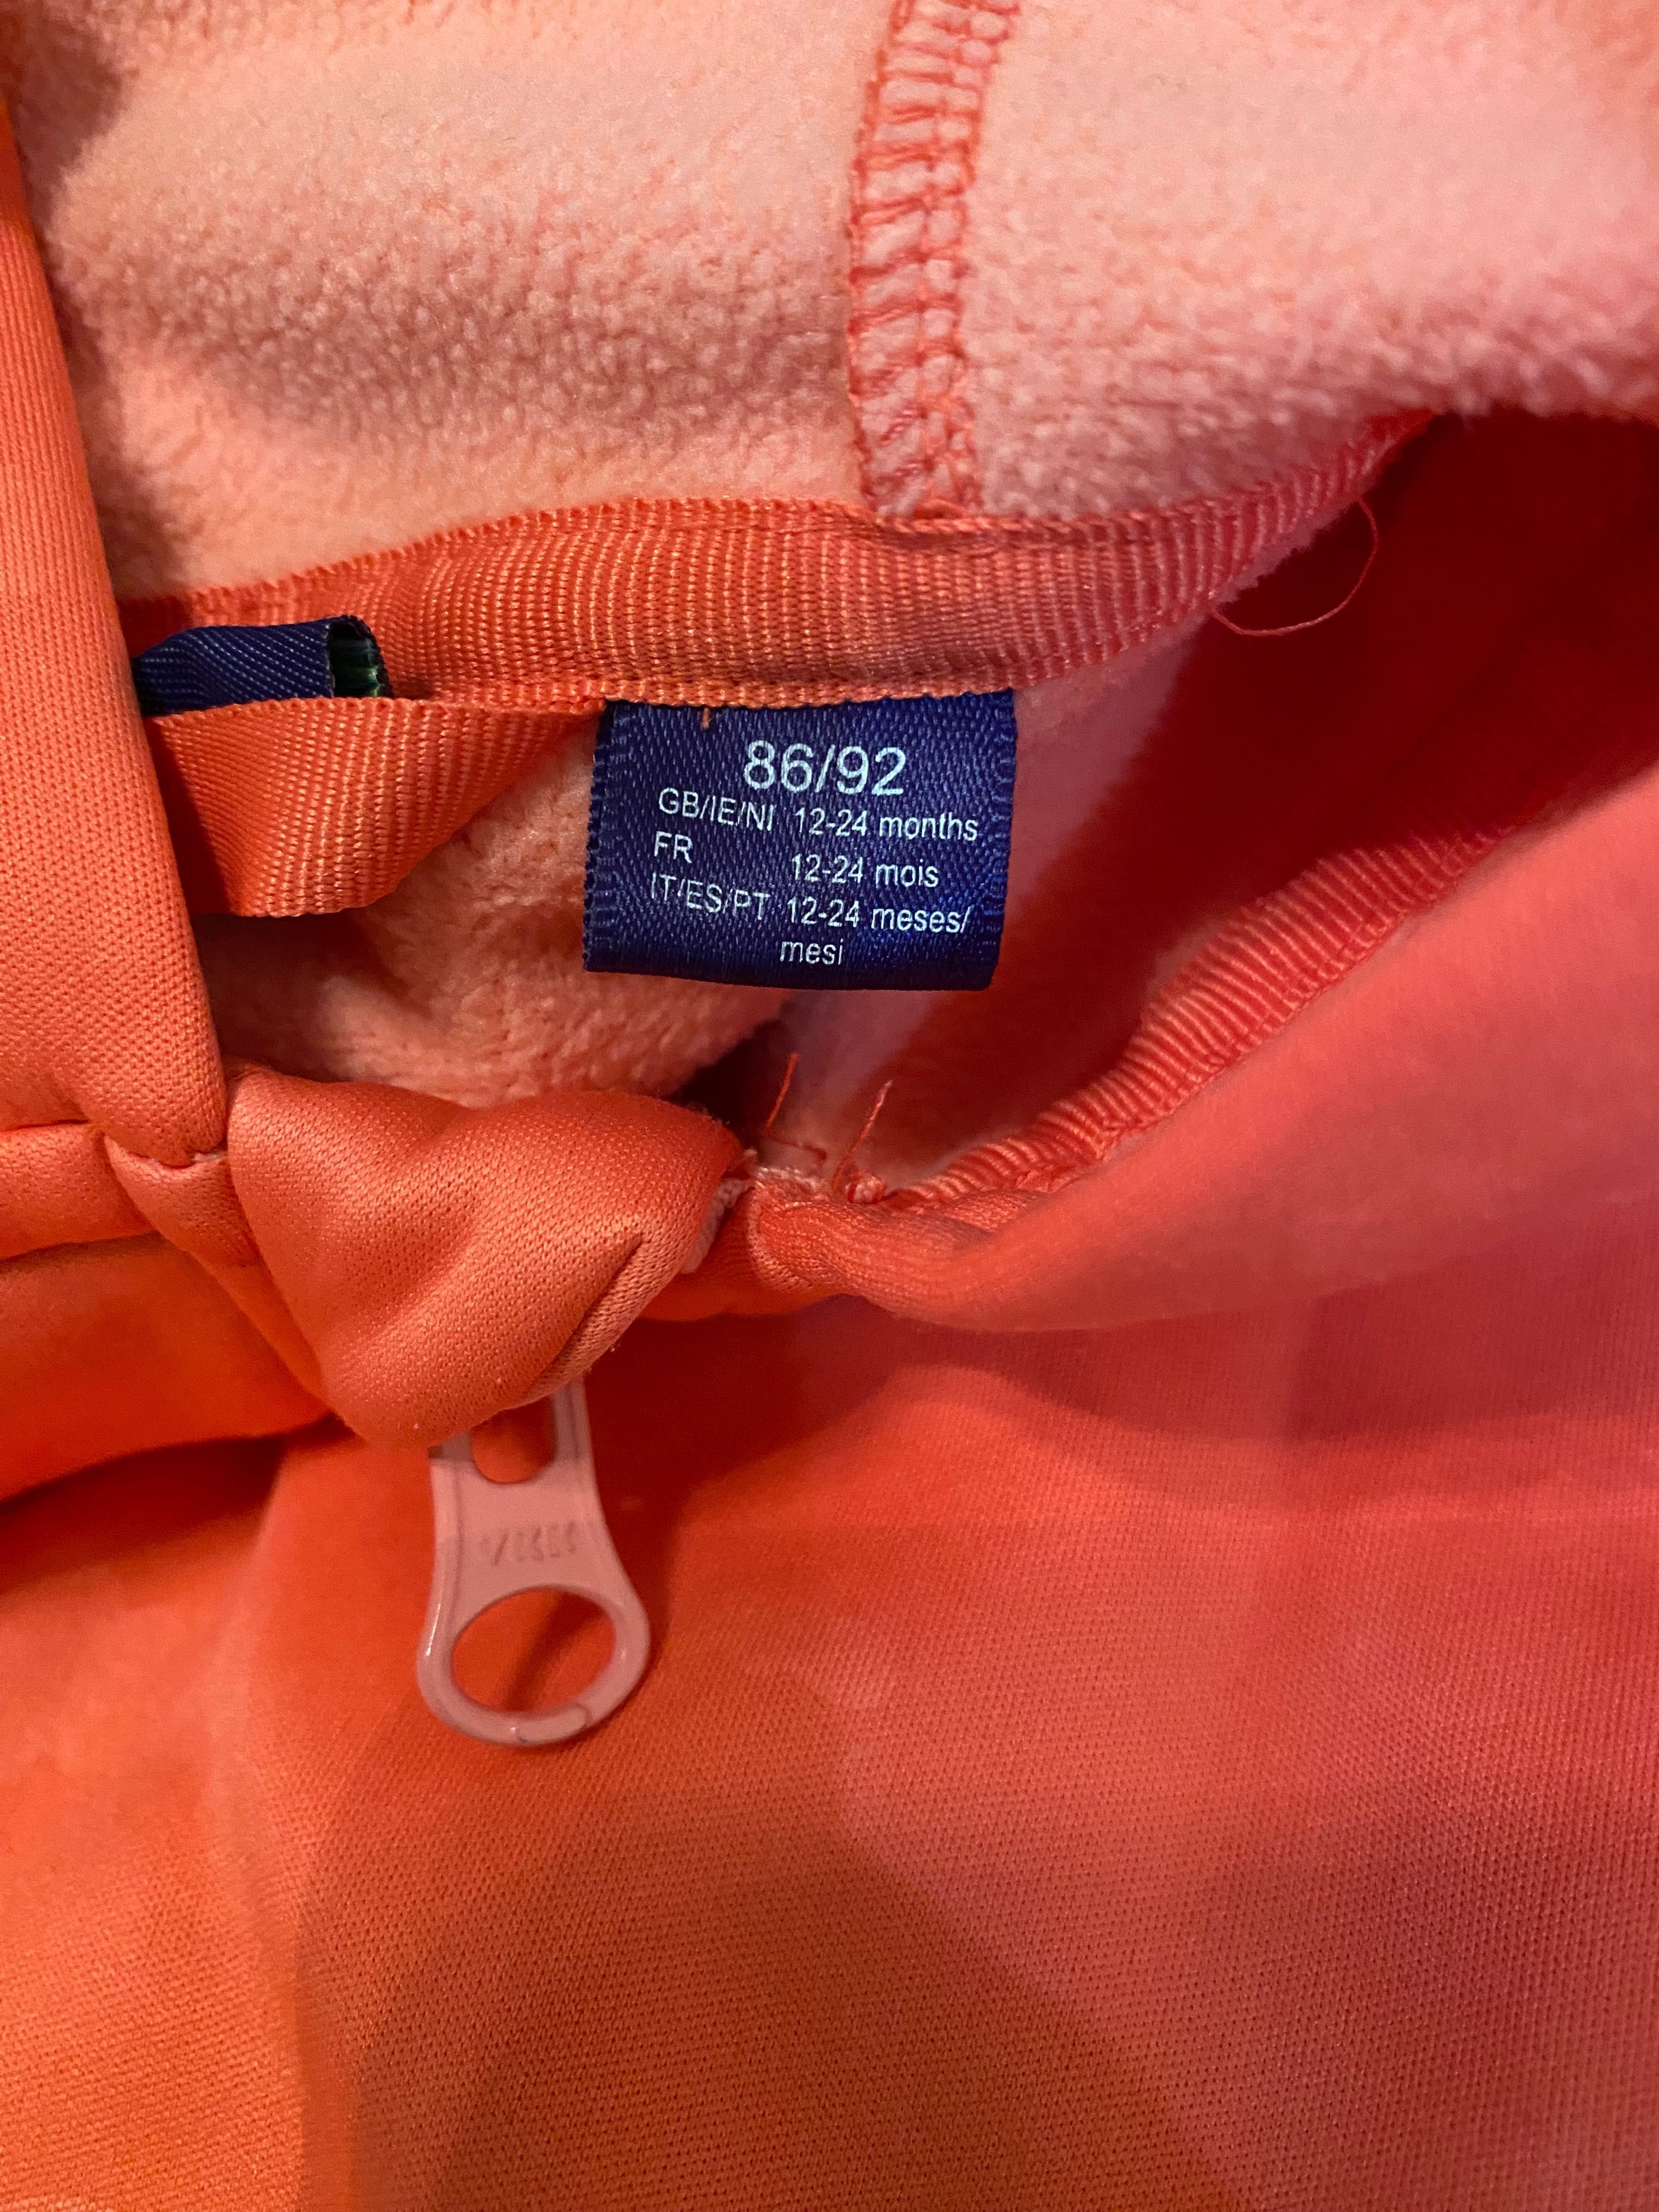 86/92
GB/IE/NI 12-24 months
FR 12-24 mois
IT/ES/PT 12-24 meses/
mesi